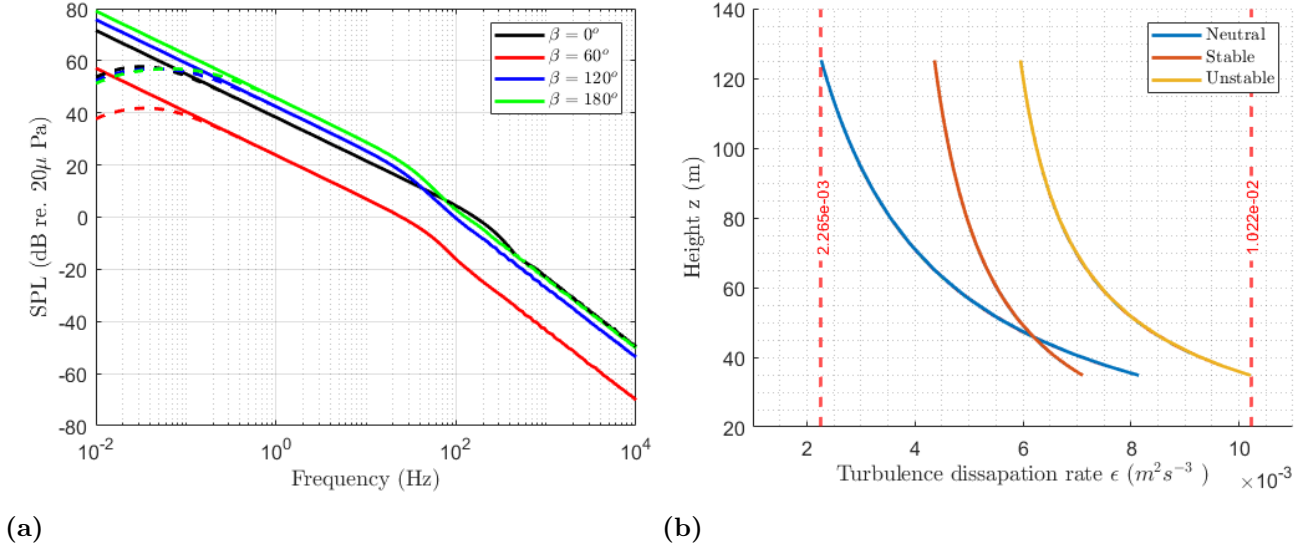 80
60
40
20
0
-20
-40
-60
-80
SPL (dB re. 20μ Pa)
10^-2
10^0
10^2
10^4
Frequency (Hz)
β = 0°
β = 60°
β = 120°
β = 180°
(a)
140
120
100
80
60
40
20
Height z (m)
2
4
6
8
10
× 10^-3
Turbulence dissapation rate ϵ (m²s⁻³ )
Neutral
Stable
Unstable
2.265e-03
1.022e-02
(b)